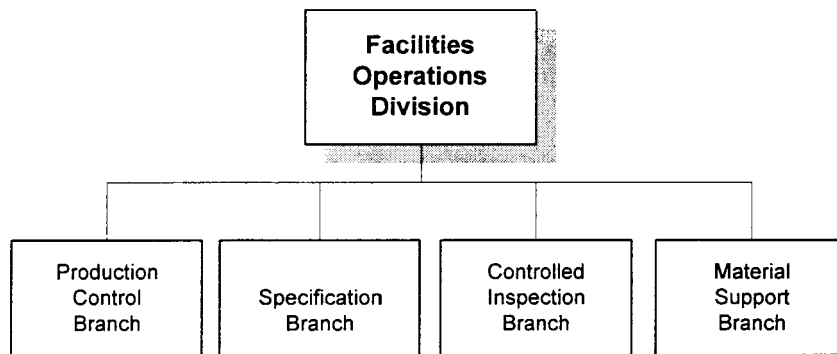 Facilities
Operations
Division
Production
Control
Branch
Specification
Branch
Controlled
Inspection
Branch
Material
Support
Branch